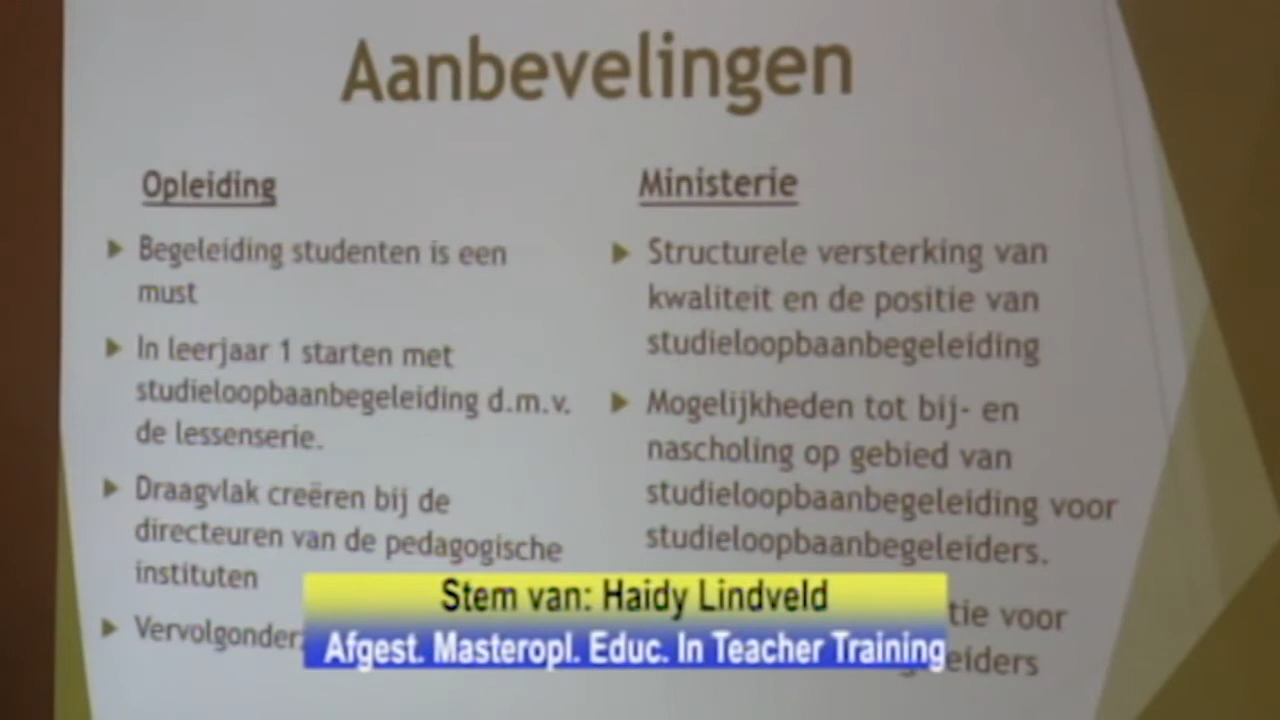 Aanbevelingen
Opleiding
Begeleiding studenten is een
must
In leerjaar 1 starten met
studieloopbaanbegeleiding d.m.v.
de lessenserie.
Draagvlak creëren bij de
directeuren van de pedagogische
instituten
Ministerie
Structurele versterking van
kwaliteit en de positie van
studieloopbaanbegeleiding
Mogelijkheden tot bij- en
nascholing op gebied van
studieloopbaanbegeleiding voor
studieloopbaanbegeleiders.
voor
Stem van: Haidy Lindveld
Afgest. Masteropl. Educ. In Teacher Training